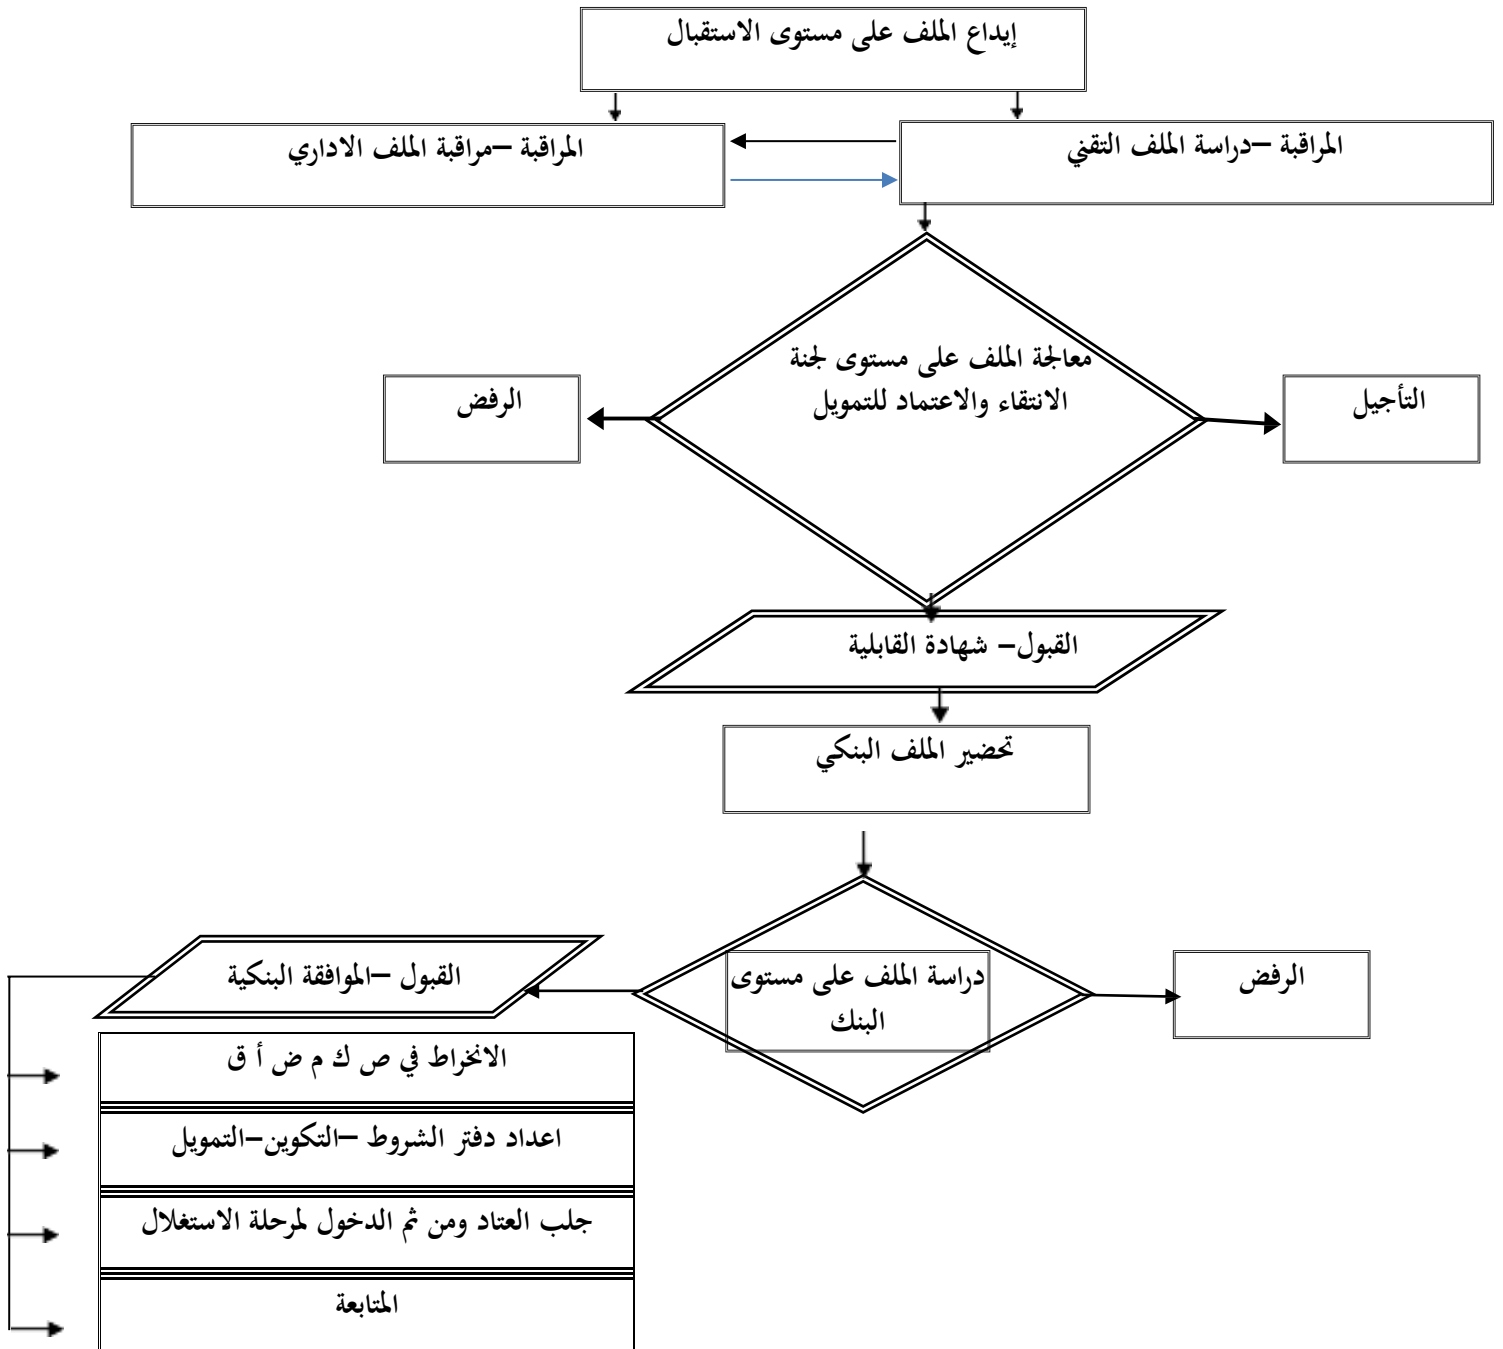 إيداع الملف على مستوى الاستقبال
المراقبة –دراسة الملف التقني
المراقبة –مراقبة الملف الاداري
معالجة الملف على مستوى لجنة
الانتقاء والاعتماد للتمويل
التأجيل
الرفض
القبول– شهادة القابلية
تحضير الملف البنكي
دراسة الملف على مستوى
البنك
الرفض
القبول –الموافقة البنكية
الانخراط في ص ك م ض أ ق
اعداد دفتر الشروط –التكوين–التمويل
جلب العتاد ومن ثم الدخول لمرحلة الاستغلال
المتابعة